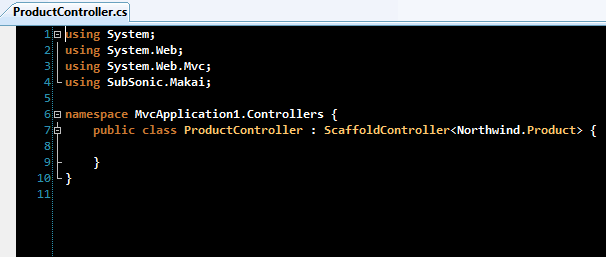 ProductController.cs
1 using System;
2 using System.Web;
3 using System.Web.Mvc;
4 using SubSonic.Makai;
5
6 namespace MvcApplication1.Controllers {
7 public class ProductController : ScaffoldController<Northwind.Product> {
8
9 }
10 }
11